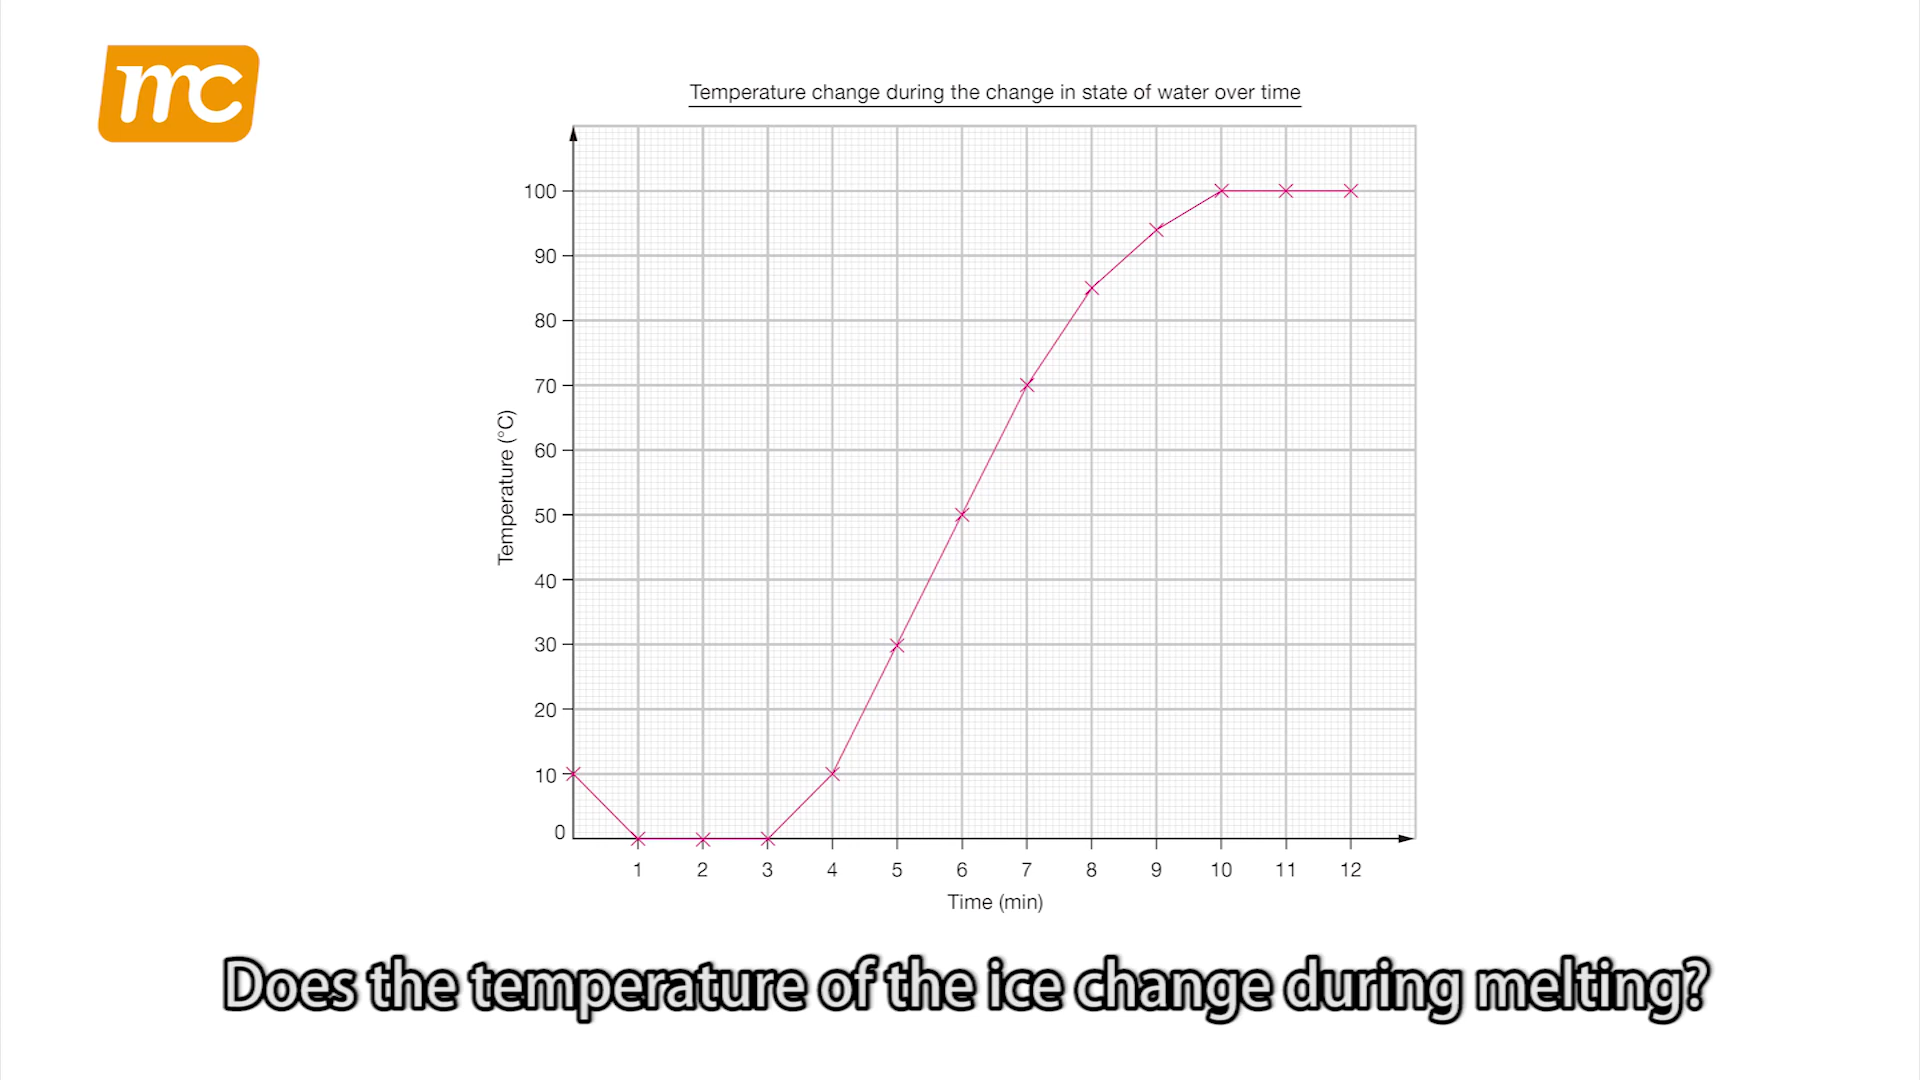 mc
Temperature change during the change in state of water over time
100
90
80
70
60
50
40
30
20
10
0
Temperature (°C)
1 2 3 4 5 6 7 8 9 10 11 12
Time (min)
Does the temperature of the ice change during melting?